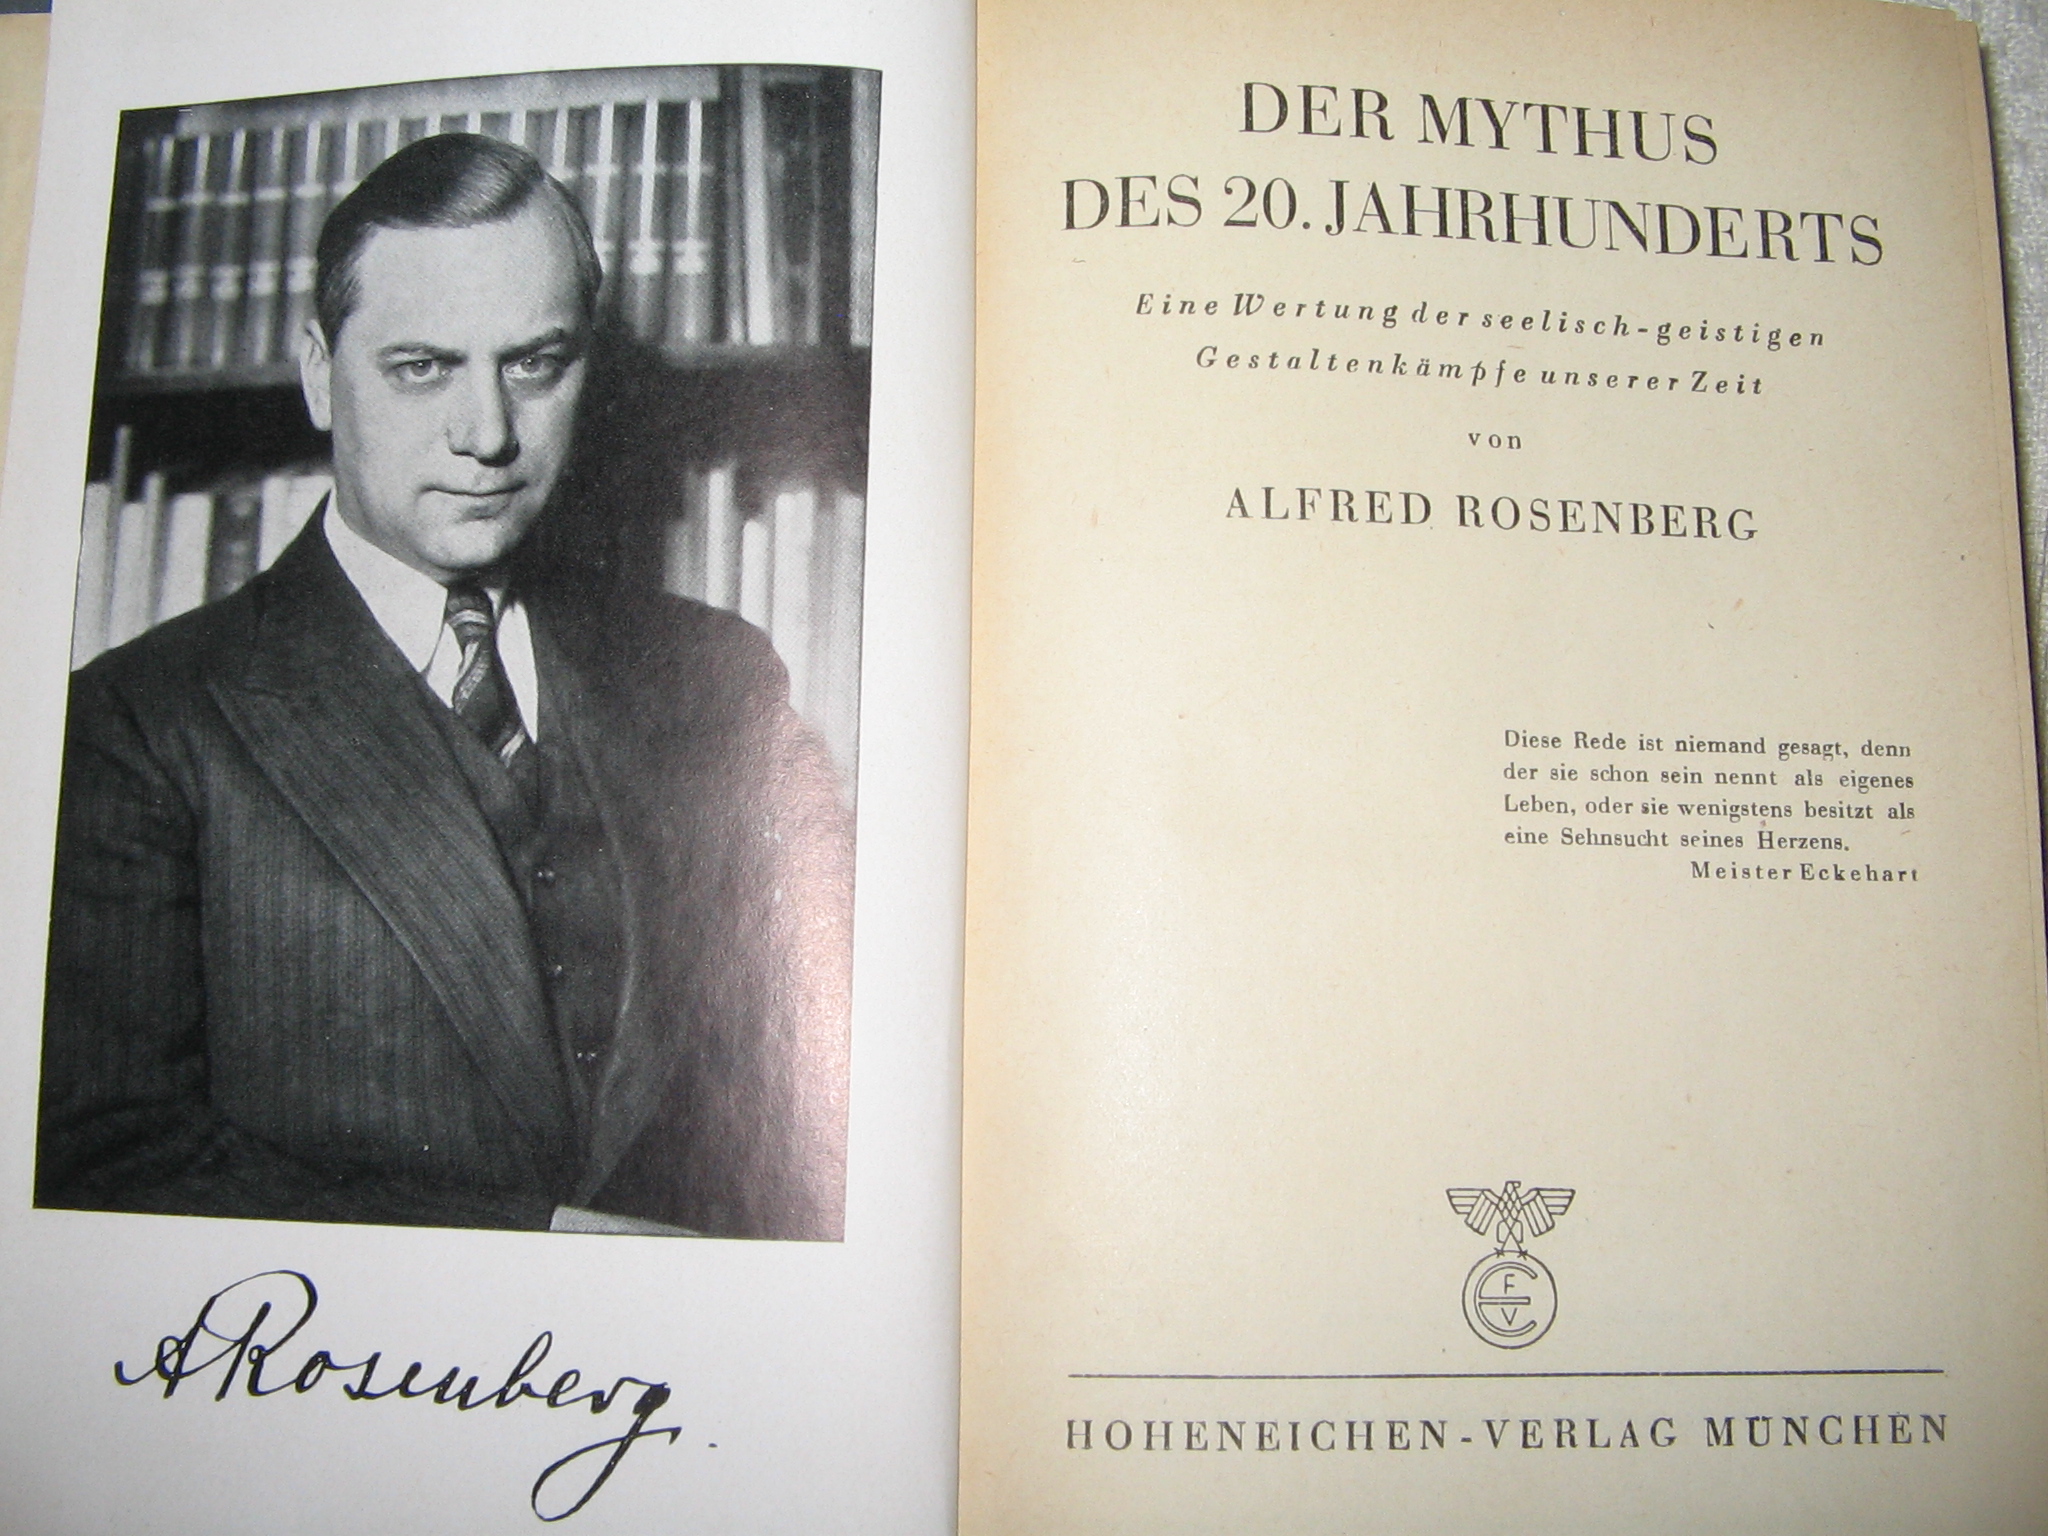 ARosenberg.
DER MYTHUS
DES 20. JAHRHUNDERTS
Eine Wertung der seelisch-geistigen
Gestaltenkämpfe unserer Zeit
von
ALFRED ROSENBERG
Diese Rede ist niemand gesagt, denn
der sie schon sein nennt als eigenes
Leben, oder sie wenigstens besitzt als
eine Sehnsucht seines Herzens.
Meister Eckehart
F
E
V
HOHENEICHEN-VERLAG MÜNCHEN